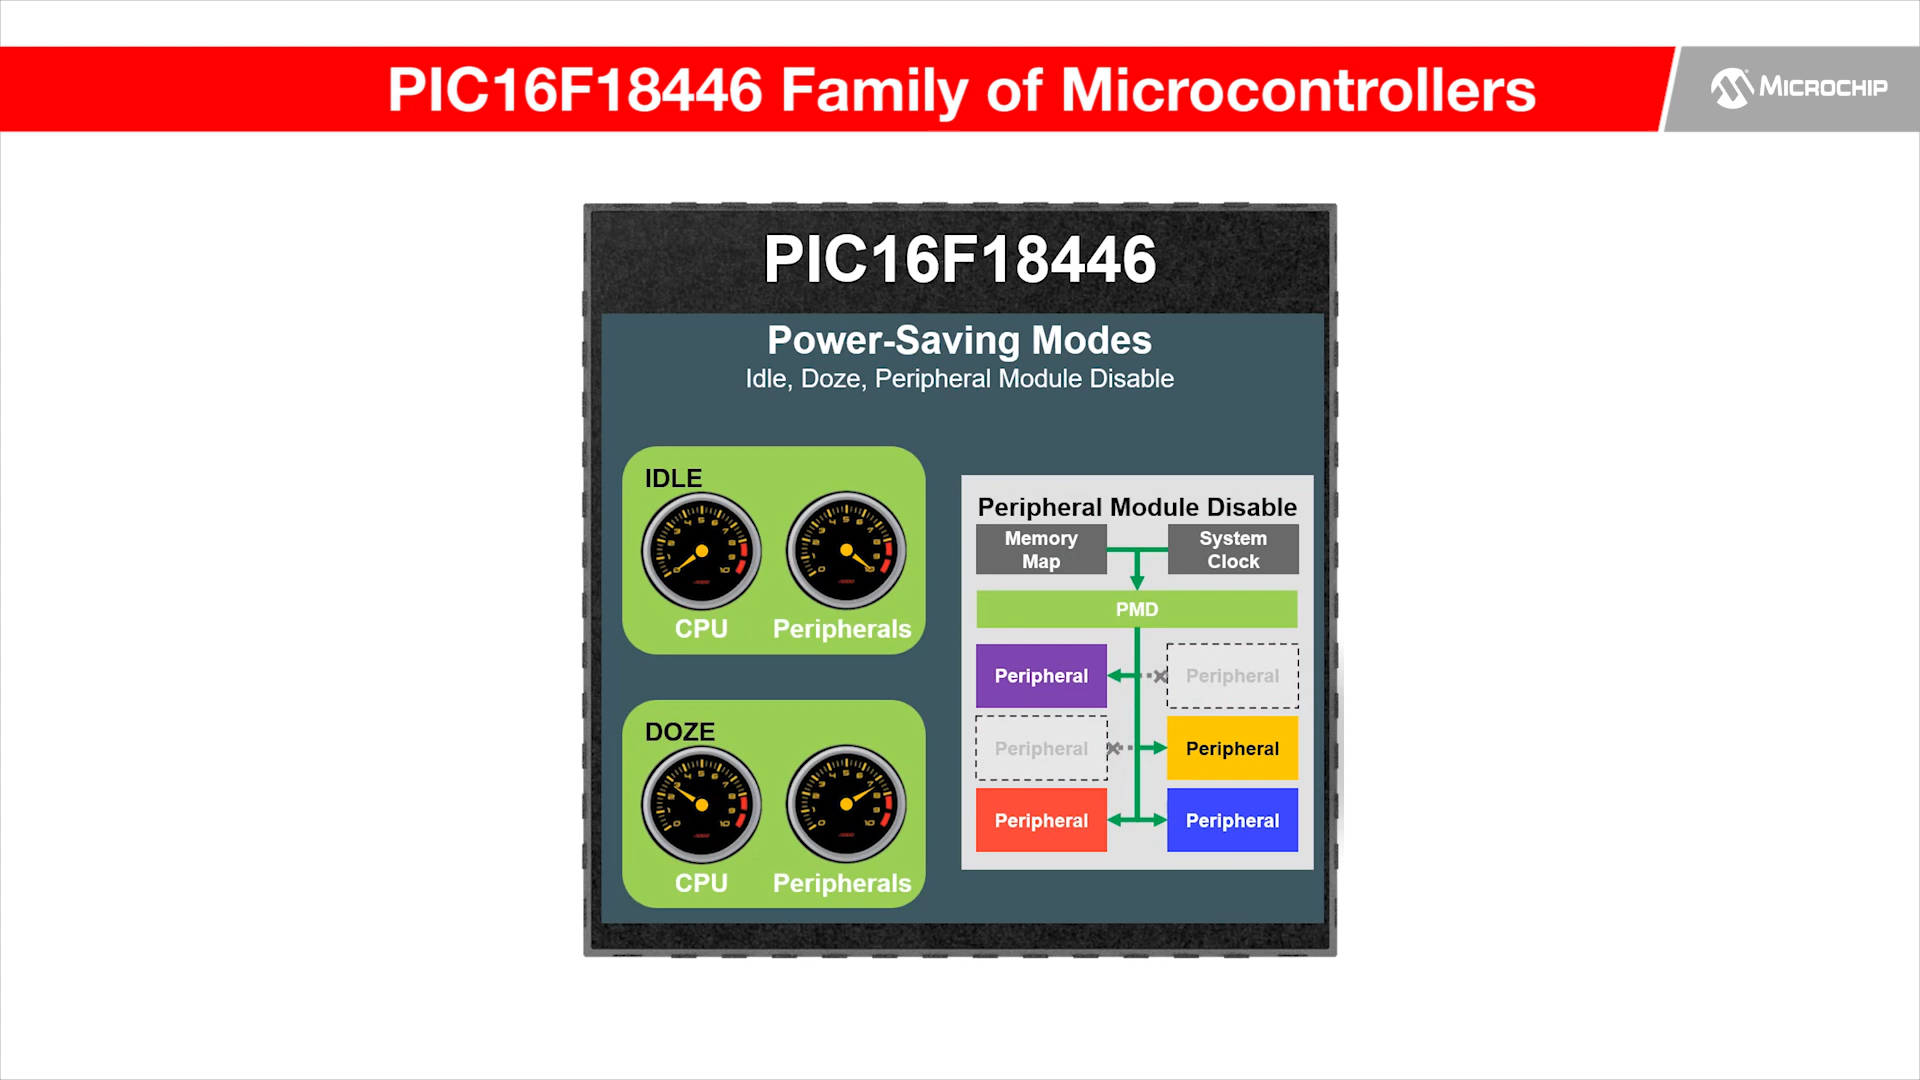 PIC16F18446 Family of Microcontrollers
MICROCHIP
PIC16F18446
Power-Saving Modes
Idle, Doze, Peripheral Module Disable
IDLE
CPU
Peripherals
DOZE
CPU
Peripherals
Peripheral Module Disable
Memory
Map
System
Clock
PMD
Peripheral
Peripheral
Peripheral
Peripheral
Peripheral
Peripheral